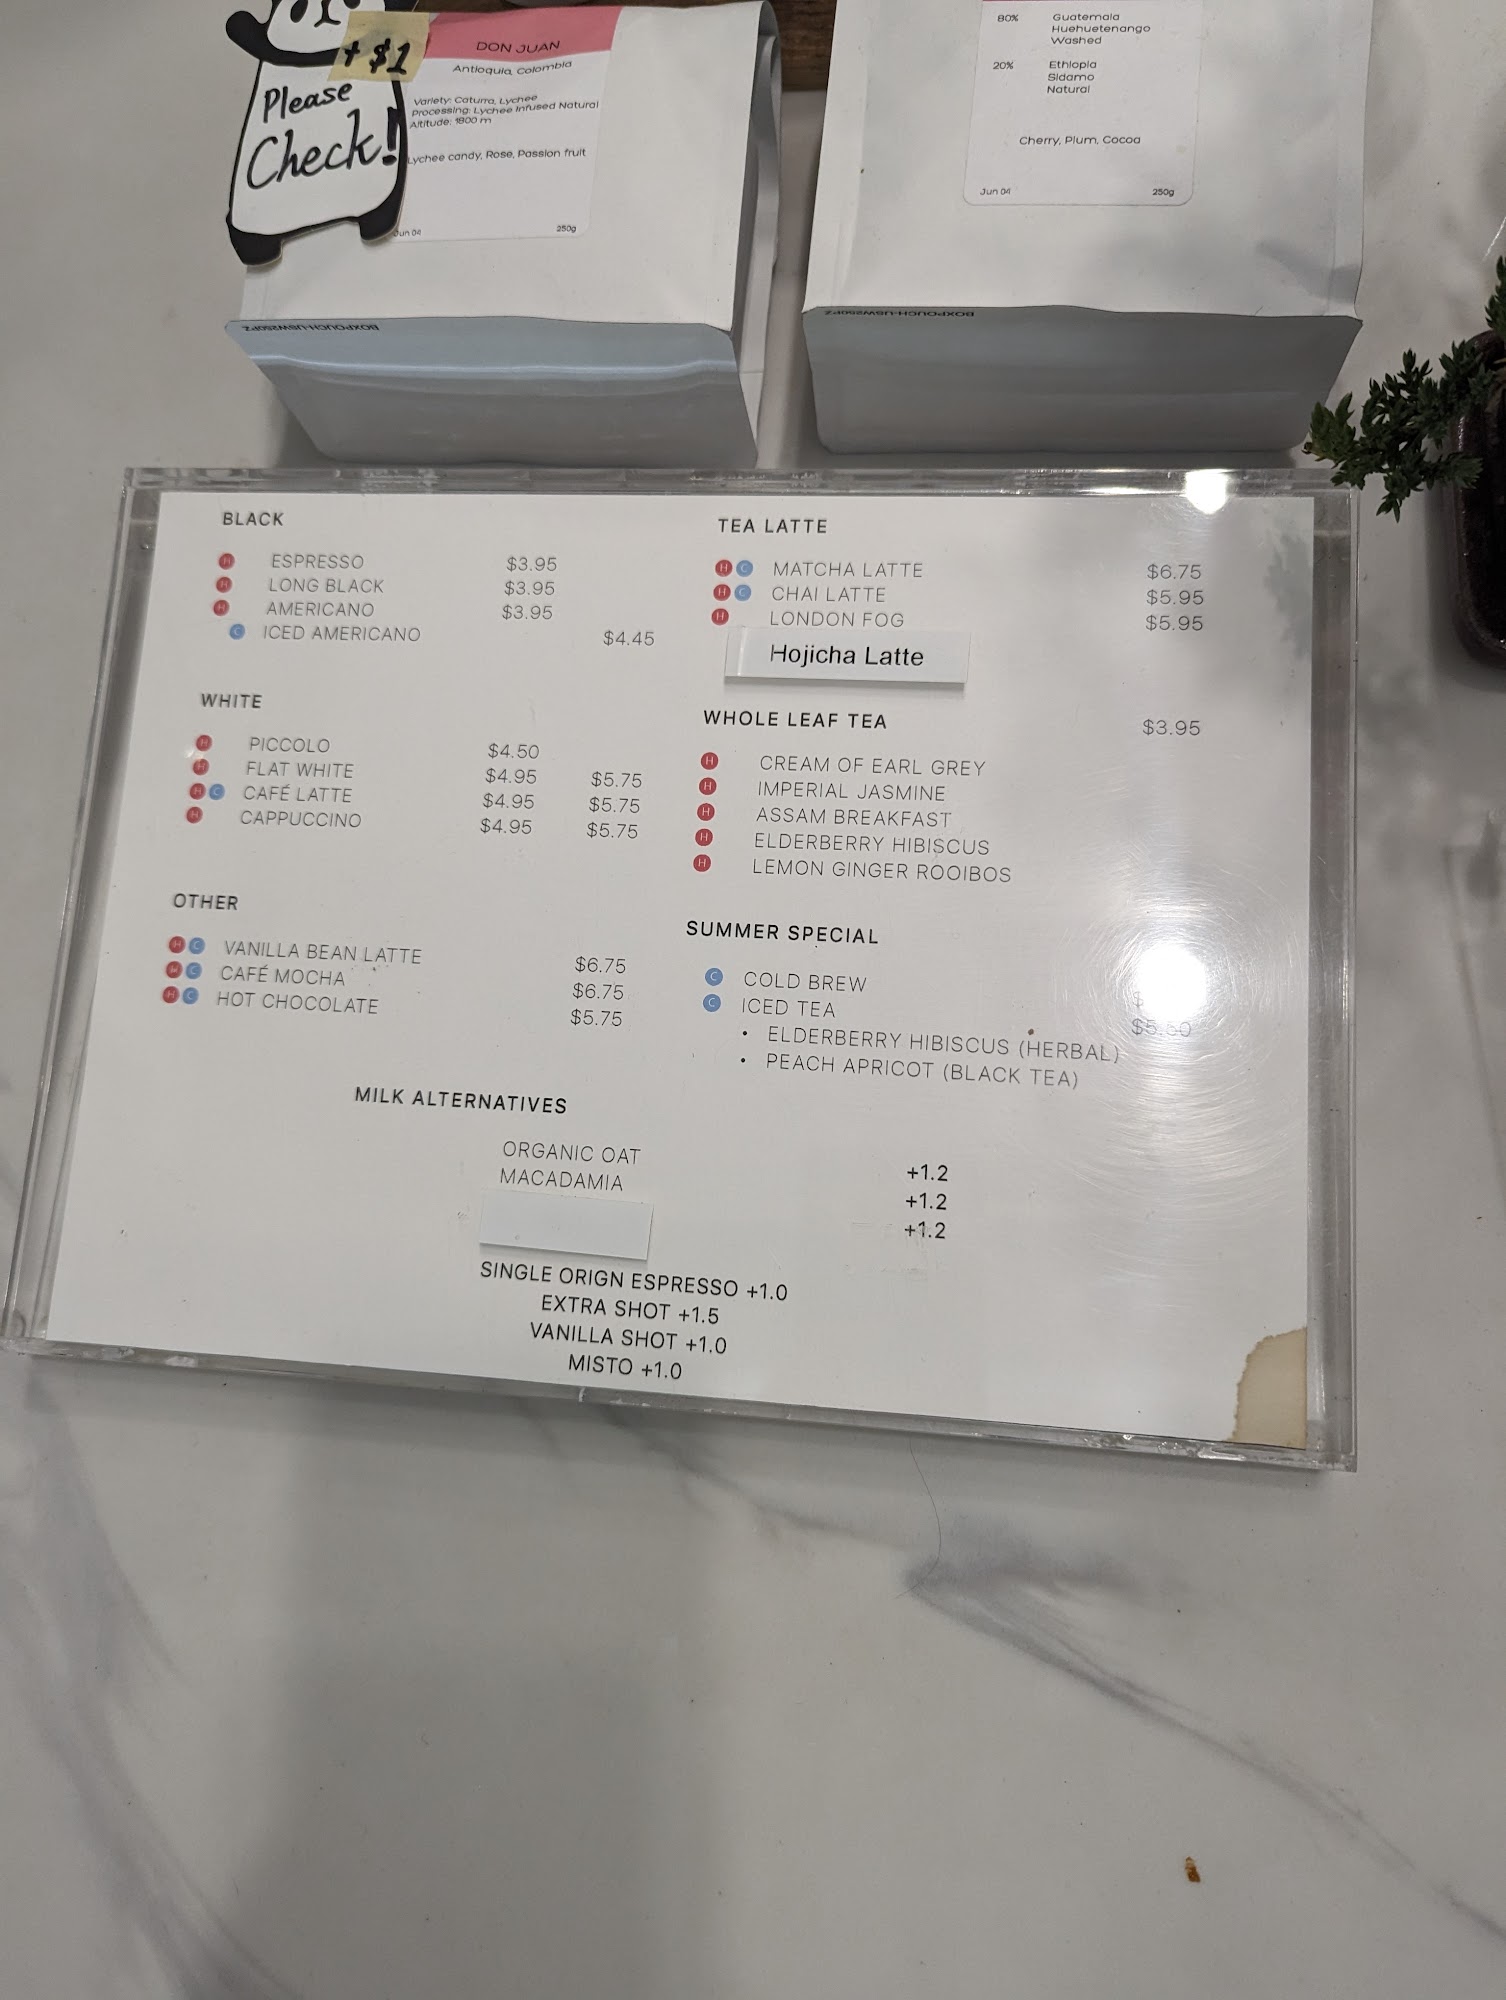 + $1
Please
Check!
DON JUAN
Antioquia, Colombia
Variety: Caturra, Lychee
Processing: Lychee Infused Natural
Altitude: 1800 m
Lychee candy, Rose, Passion fruit
Jun 04 250g
80% Guatemala
Huehuetenango
Washed
20% Ethiopia
Sidamo
Natural
Cherry, Plum, Cocoa
Jun 04 250g
BLACK
H ESPRESSO $3.95
H LONG BLACK $3.95
H AMERICANO $3.95
C ICED AMERICANO $4.45
WHITE
H PICCOLO $4.50
H FLAT WHITE $4.95 $5.75
H C CAFÉ LATTE $4.95 $5.75
H CAPPUCCINO $4.95 $5.75
OTHER
H C VANILLA BEAN LATTE $6.75
H C CAFÉ MOCHA $6.75
H C HOT CHOCOLATE $5.75
TEA LATTE
H C MATCHA LATTE $6.75
H C CHAI LATTE $5.95
H LONDON FOG $5.95
Hojicha Latte
WHOLE LEAF TEA $3.95
H CREAM OF EARL GREY
H IMPERIAL JASMINE
H ASSAM BREAKFAST
H ELDERBERRY HIBISCUS
H LEMON GINGER ROOIBOS
SUMMER SPECIAL
C COLD BREW
C ICED TEA $5.50
• ELDERBERRY HIBISCUS (HERBAL)
• PEACH APRICOT (BLACK TEA)
MILK ALTERNATIVES
ORGANIC OAT +1.2
MACADAMIA +1.2
+1.2
SINGLE ORIGN ESPRESSO +1.0
EXTRA SHOT +1.5
VANILLA SHOT +1.0
MISTO +1.0